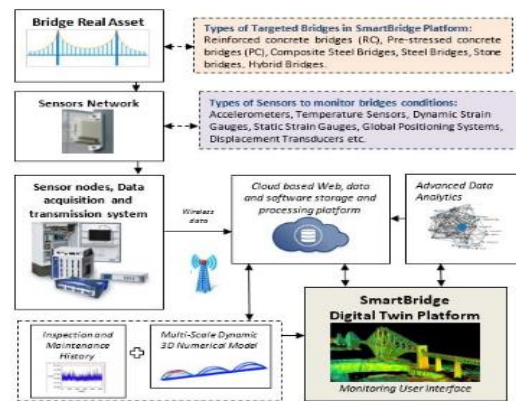 Bridge Real Asset
Types of Targeted Bridges in SmartBridge Platform:
Reinforced concrete bridges (RC), Pre-stressed concrete
bridges (PC), Composite Steel Bridges, Steel Bridges, Stone
bridges, Hybrid Bridges.
Sensors Network
Types of Sensors to monitor bridges conditions:
Accelerometers, Temperature Sensors, Dynamic Strain
Gauges, Static Strain Gauges, Global Positioning Systems,
Displacement Transducers etc.
Sensor nodes, Data
acquisition and
transmission system
Wireless
data
Cloud based Web, data
and software storage and
processing platform
Advanced Data
Analytics
Inspection and
Maintenance
History
Multi-Scale Dynamic
3D Numerical Model
SmartBridge
Digital Twin Platform
Monitoring User Interface